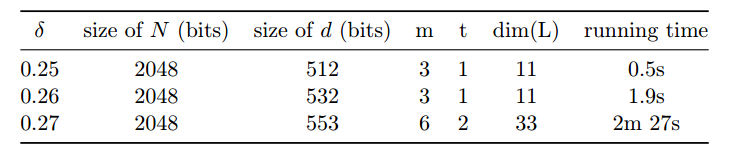 δ size of N (bits) size of d (bits) m t dim(L) running time
0.25 2048 512 3 1 11 0.5s
0.26 2048 532 3 1 11 1.9s
0.27 2048 553 6 2 33 2m 27s